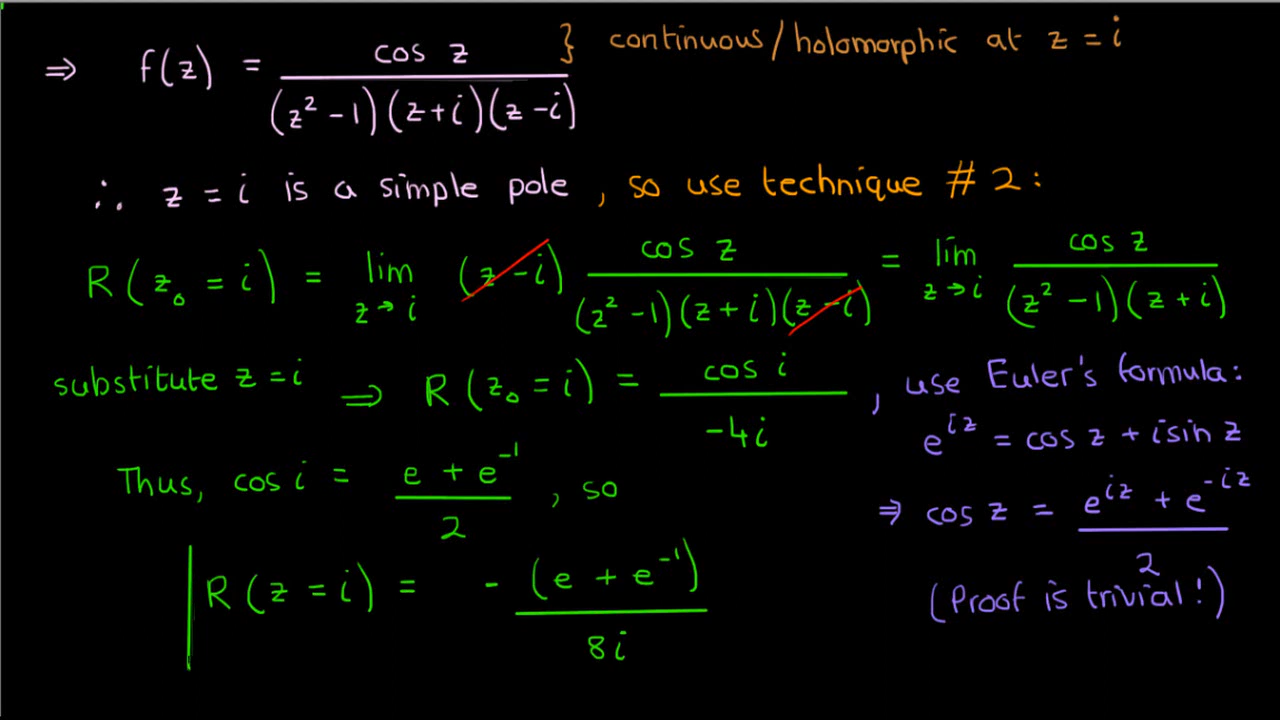 ⇒ f(z) = cos z / (z² - 1)(z + i)(z - i) } continuous/holomorphic at z = i
∴ z = i is a simple pole, so use technique # 2:
R(z₀ = i) = lim z→i (z - i) cos z / (z² - 1)(z + i)(z - i) = lim z→i cos z / (z² - 1)(z + i)
substitute z = i ⇒ R(z₀ = i) = cos i / -4i , use Euler's formula:
e^{iz} = cos z + i sin z
Thus, cos i = e + e⁻¹ / 2 , so
⇒ cos z = e^{iz} + e^{-iz} / 2
R(z = i) = - (e + e⁻¹) / 8i
(Proof is trivial!)